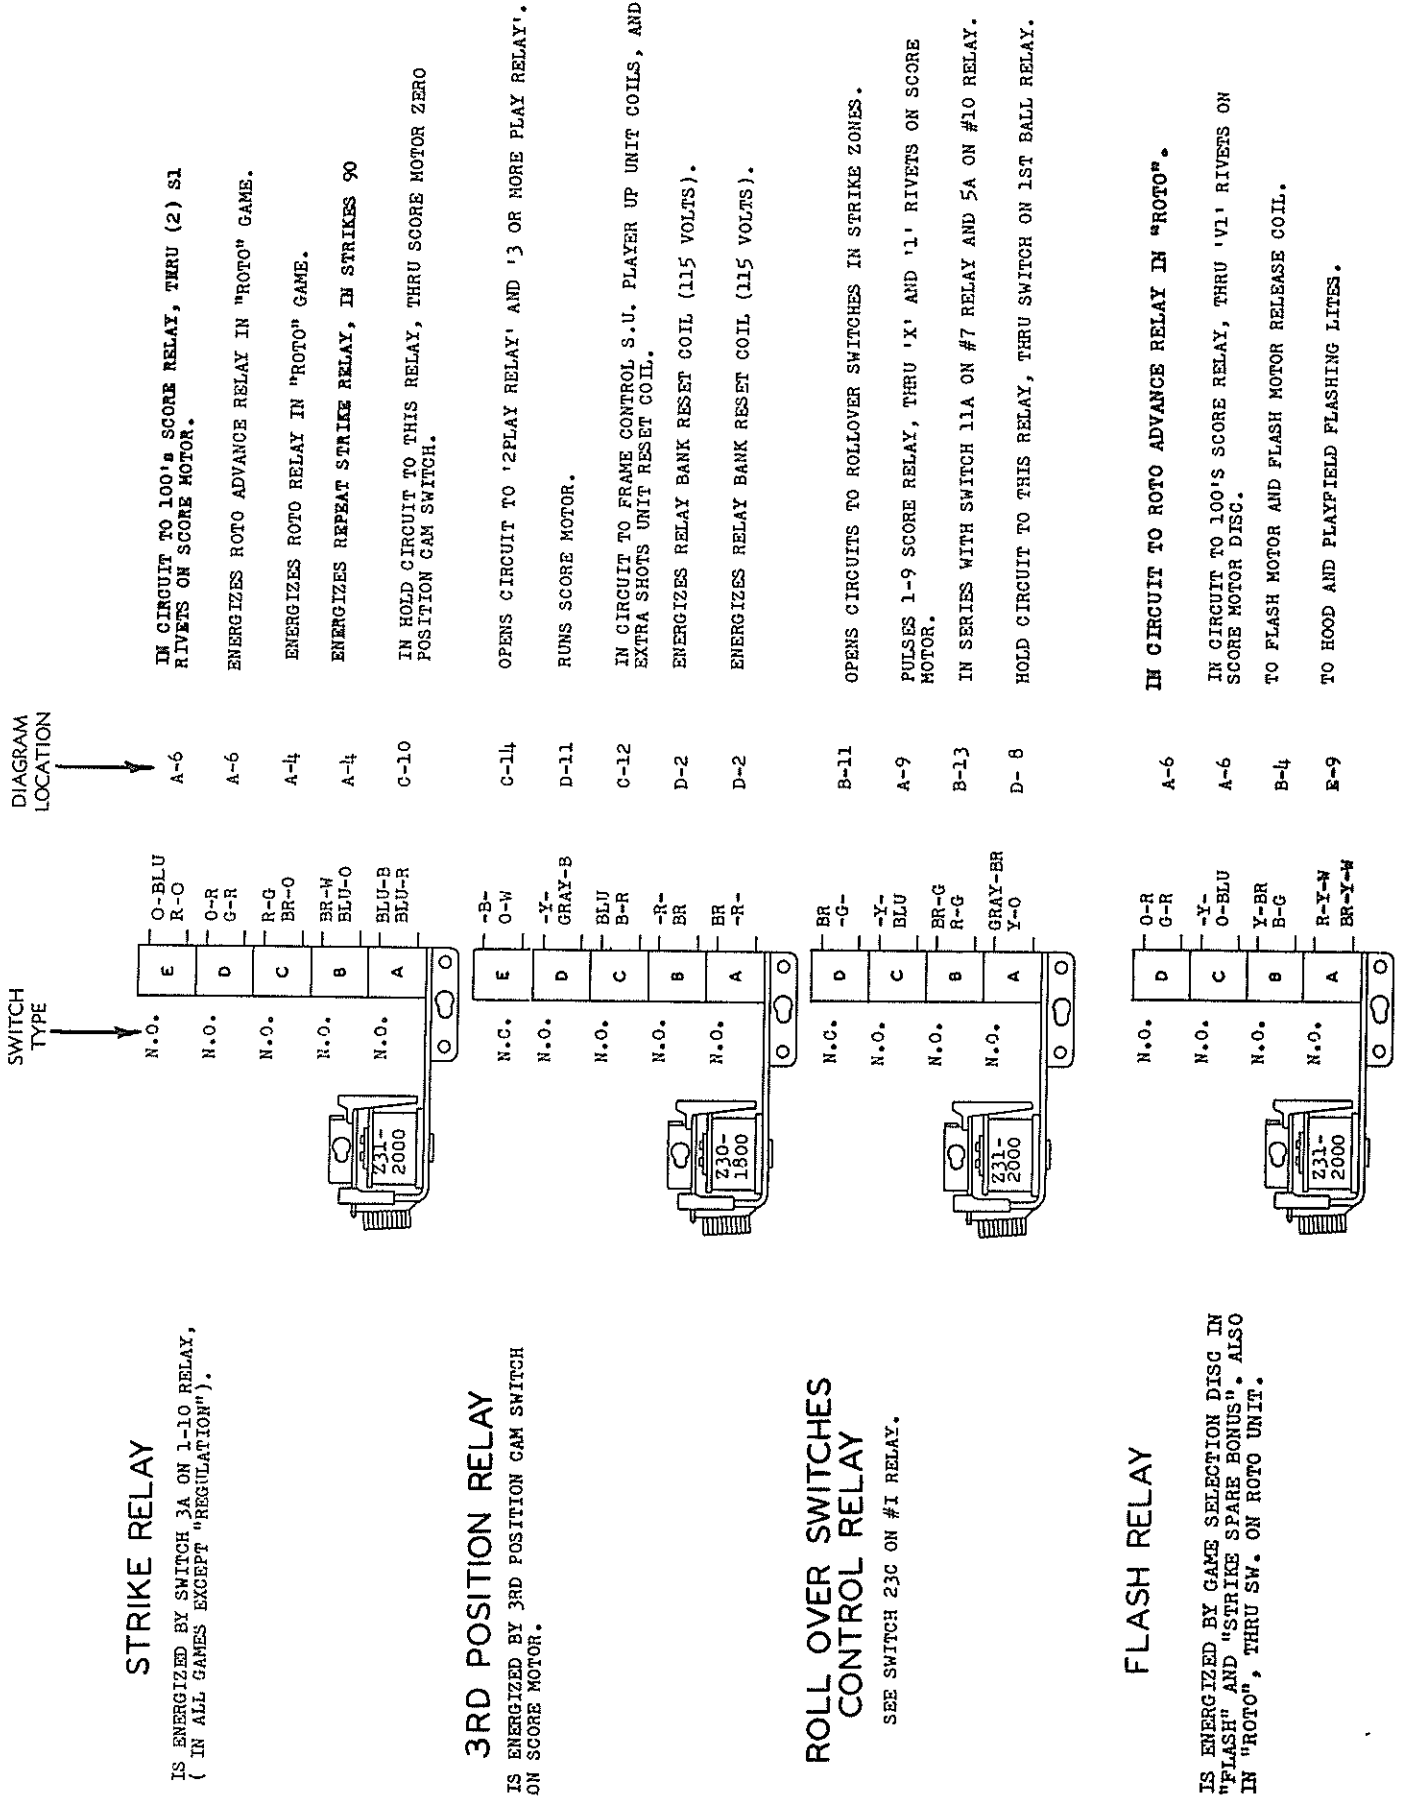 SWITCH
TYPE
DIAGRAM
LOCATION
STRIKE RELAY
IS ENERGIZED BY SWITCH 3A ON 1-10 RELAY,
( IN ALL GAMES EXCEPT "REGULATION").
Z31-
2000
N.O. E O-BLU
R-O
A-6 IN CIRCUIT TO 100's SCORE RELAY, THRU (2) S1
RIVETS ON SCORE MOTOR.
N.O. D O-R
G-R
A-6 ENERGIZES ROTO ADVANCE RELAY IN "ROTO" GAME.
N.O. C R-G
BR-O
A-4 ENERGIZES ROTO RELAY IN "ROTO" GAME.
N.O. B BR-W
BLU-O
A-4 ENERGIZES REPEAT STRIKE RELAY, IN STRIKES 90
N.O. A BLU-B
BLU-R
C-10 IN HOLD CIRCUIT TO THIS RELAY, THRU SCORE MOTOR ZERO
POSITION CAM SWITCH.
3RD POSITION RELAY
IS ENERGIZED BY 3RD POSITION CAM SWITCH
ON SCORE MOTOR.
Z30-
1800
N.C. E -B-
O-W
C-14 OPENS CIRCUIT TO '2PLAY RELAY' AND '3 OR MORE PLAY RELAY'.
N.O. D -Y-
GRAY-B
D-11 RUNS SCORE MOTOR.
N.O. C BLU
B-R
C-12 IN CIRCUIT TO FRAME CONTROL S.U. PLAYER UP UNIT COILS, AND
EXTRA SHOTS UNIT RESET COIL.
N.O. B -R-
BR
D-2 ENERGIZES RELAY BANK RESET COIL (115 VOLTS).
N.O. A BR
-R-
D-2 ENERGIZES RELAY BANK RESET COIL (115 VOLTS).
ROLL OVER SWITCHES
CONTROL RELAY
SEE SWITCH 23C ON #1 RELAY.
Z31-
2000
N.C. D BR
-G-
B-11 OPENS CIRCUITS TO ROLLOVER SWITCHES IN STRIKE ZONES.
N.O. C -Y-
BLU
A-9 PULSES 1-9 SCORE RELAY, THRU 'X' AND '1' RIVETS ON SCORE
MOTOR.
N.O. B BR-G
R-G
B-13 IN SERIES WITH SWITCH 11A ON #7 RELAY AND 5A ON #10 RELAY.
N.O. A GRAY-BR
Y-O
D- 8 HOLD CIRCUIT TO THIS RELAY, THRU SWITCH ON 1ST BALL RELAY.
FLASH RELAY
IS ENERGIZED BY GAME SELECTION DISC IN
"FLASH" AND "STRIKE SPARE BONUS". ALSO
IN "ROTO", THRU SW. ON ROTO UNIT.
Z31-
2000
N.O. D O-R
G-R
A-6 IN CIRCUIT TO ROTO ADVANCE RELAY IN "ROTO".
N.O. C -Y-
O-BLU
A-6 IN CIRCUIT TO 100'S SCORE RELAY, THRU 'V1' RIVETS ON
SCORE MOTOR DISC.
N.O. B Y-BR
B-G
B-4 TO FLASH MOTOR AND FLASH MOTOR RELEASE COIL.
N.O. A R-Y-W
BR-Y-W
E-9 TO HOOD AND PLAYFIELD FLASHING LITES.